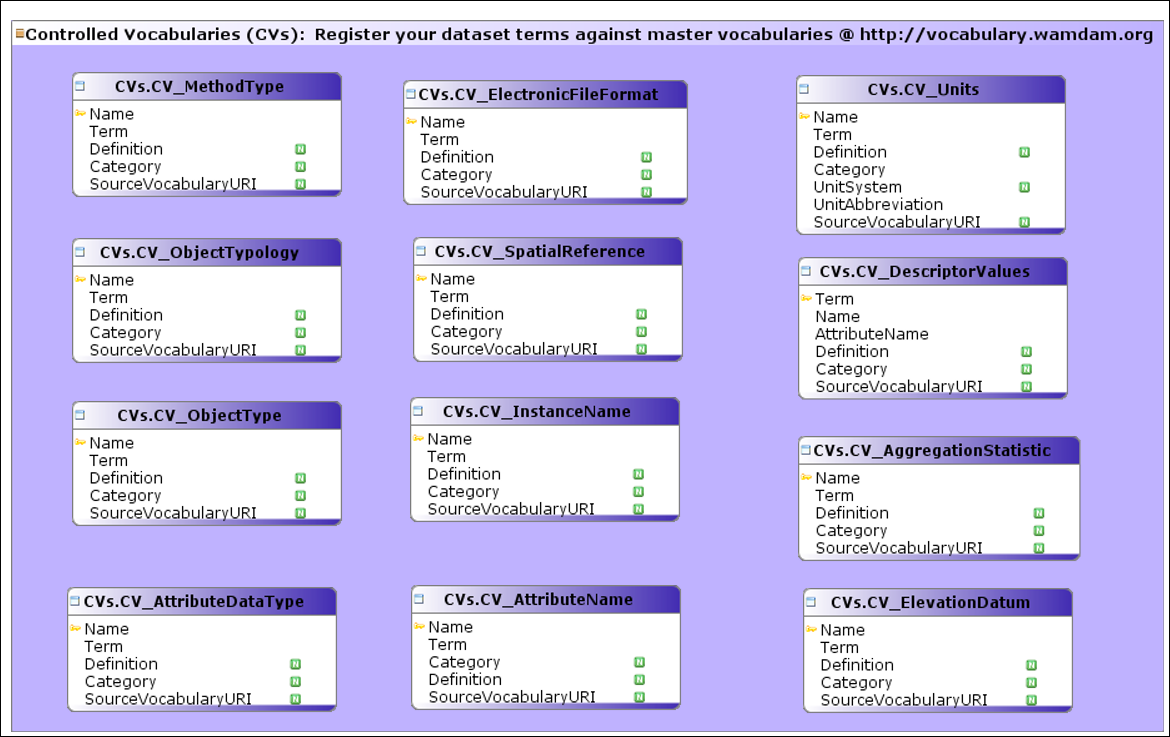 Controlled Vocabularies (CVs): Register your dataset terms against master vocabularies @ http://vocabulary.wamdam.org
CVs.CV_MethodType
Name
Term
Definition N
Category N
SourceVocabularyURI N
CVs.CV_ElectronicFileFormat
Name
Term
Definition N
Category N
SourceVocabularyURI N
CVs.CV_Units
Name
Term
Definition N
Category
UnitSystem N
UnitAbbreviation
SourceVocabularyURI N
CVs.CV_ObjectTypology
Name
Term
Definition N
Category N
SourceVocabularyURI N
CVs.CV_SpatialReference
Name
Term
Definition N
Category N
SourceVocabularyURI N
CVs.CV_DescriptorValues
Term
Name
AttributeName
Definition N
Category N
SourceVocabularyURI N
CVs.CV_ObjectType
Name
Term
Definition N
Category N
SourceVocabularyURI N
CVs.CV_InstanceName
Name
Term
Definition N
Category N
SourceVocabularyURI N
CVs.CV_AggregationStatistic
Name
Term
Definition N
Category N
SourceVocabularyURI N
CVs.CV_AttributeDataType
Name
Term
Definition N
Category N
SourceVocabularyURI N
CVs.CV_AttributeName
Name
Term
Category N
Definition N
SourceVocabularyURI N
CVs.CV_ElevationDatum
Name
Term
Definition N
Category N
SourceVocabularyURI N